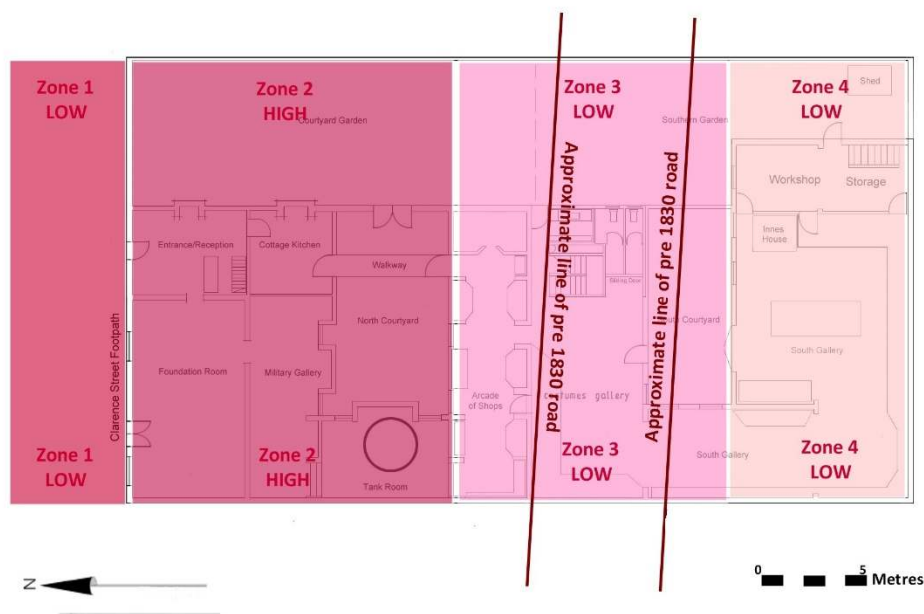 Zone 1
LOW
Zone 2
HIGH
Zone 3
LOW
Zone 4
LOW
Shed
Courtyard Garden
Southern Garden
Workshop
Storage
Entrance/Reception
Cottage Kitchen
Walkway
Innes
House
Sliding Door
Approximate line of pre 1830 road
Approximate line of pre 1830 road
Clarence Street Footpath
North Courtyard
Courtyard
Foundation Room
Military Gallery
South Gallery
Arcade
of Shops
costumes gallery
Zone 1
LOW
Zone 2
HIGH
Zone 3
LOW
Zone 4
LOW
South Gallery
Tank Room
N
0
5
Metres